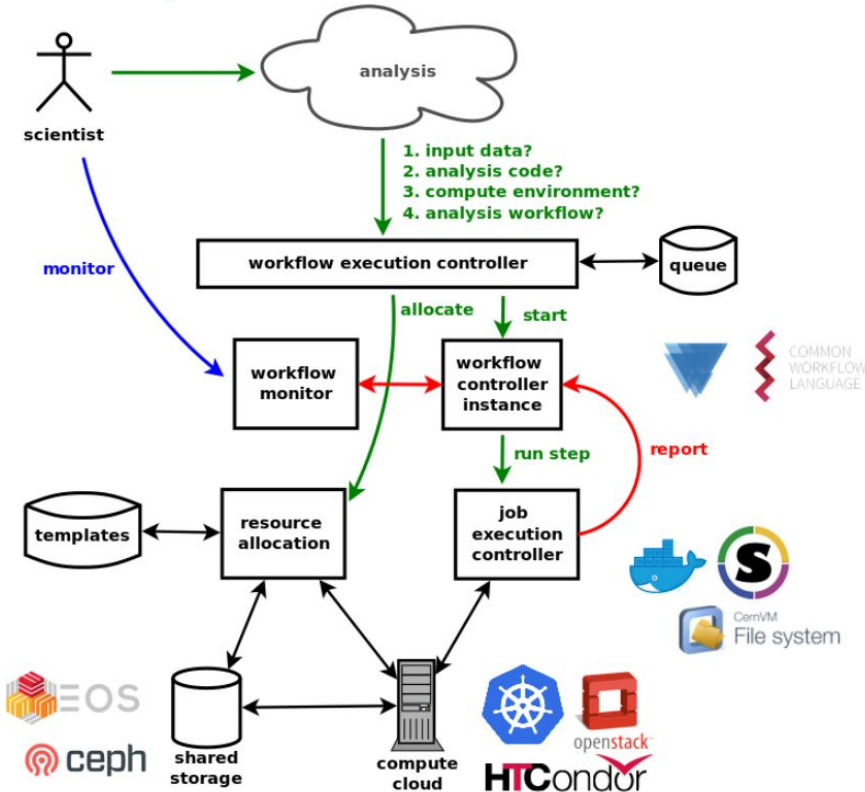 analysis
scientist
1. input data?
2. analysis code?
3. compute environment?
4. analysis workflow?
workflow execution controller
queue
monitor
allocate
start
workflow
monitor
workflow
controller
instance
COMMON
WORKFLOW
LANGUAGE
run step
report
templates
resource
allocation
job
execution
controller
S
CernVM
File system
EOS
ceph
shared
storage
compute
cloud
openstack
HTCondor